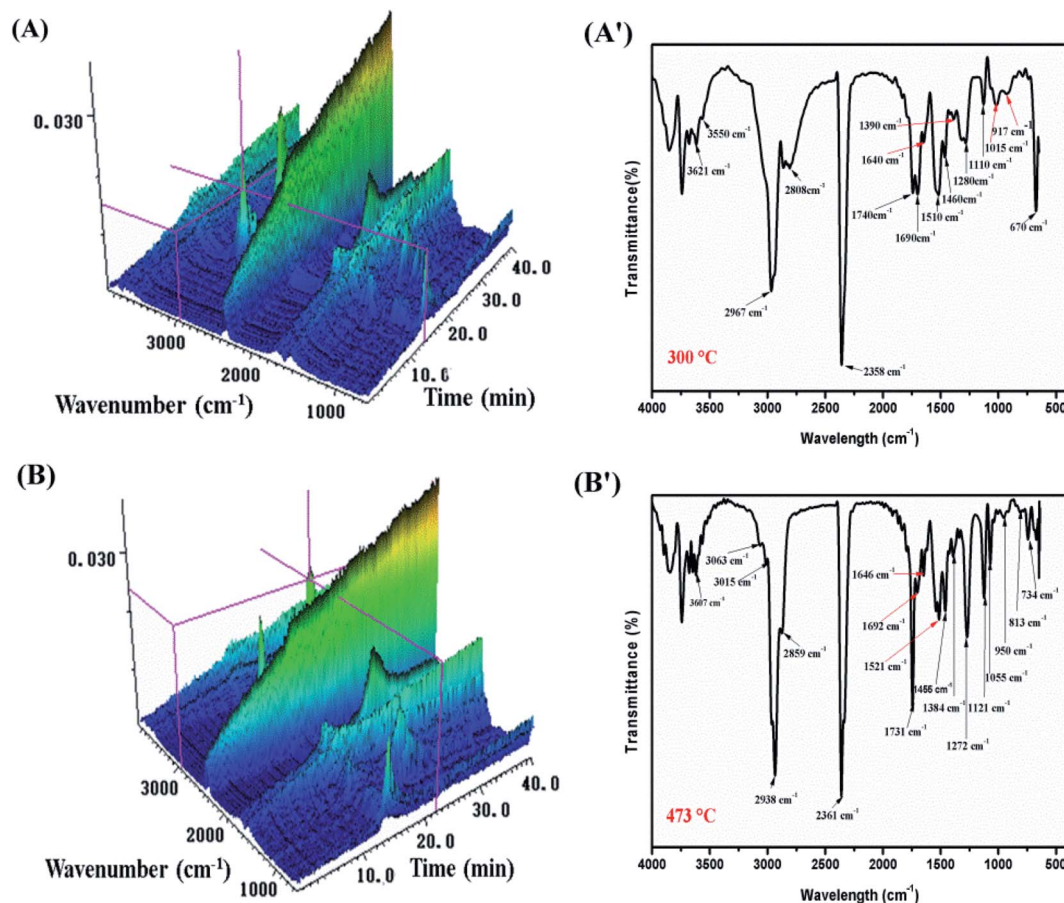 (A)
0.030
3000
2000
1000
Wavenumber (cm-1)
10.0
20.0
30.0
40.0
Time (min)
(A')
Transmittance(%)
3550 cm-1
3621 cm-1
2967 cm-1
2808cm-1
2358 cm-1
1390 cm-1
1640 cm-1
1740cm-1
1690cm-1
1510 cm-1
1460cm-1
1280cm-1
1110 cm-1
1015 cm-1
917 cm-1
670 cm-1
300 °C
4000 3500 3000 2500 2000 1500 1000 500
Wavelength (cm-1)
(B)
0.030
3000
2000
1000
Wavenumber (cm-1)
10.0
20.0
30.0
40.0
Time (min)
(B')
Transmittance (%)
3607 cm-1
3063 cm-1
3015 cm-1
2859 cm-1
2938 cm-1
2361 cm-1
1646 cm-1
1692 cm-1
1521 cm-1
1731 cm-1
1455 cm-1
1384 cm-1
1272 cm-1
1121 cm-1
1055 cm-1
950 cm-1
813 cm-1
734 cm-1
473 °C
4000 3500 3000 2500 2000 1500 1000 500
Wavelength (cm-1)